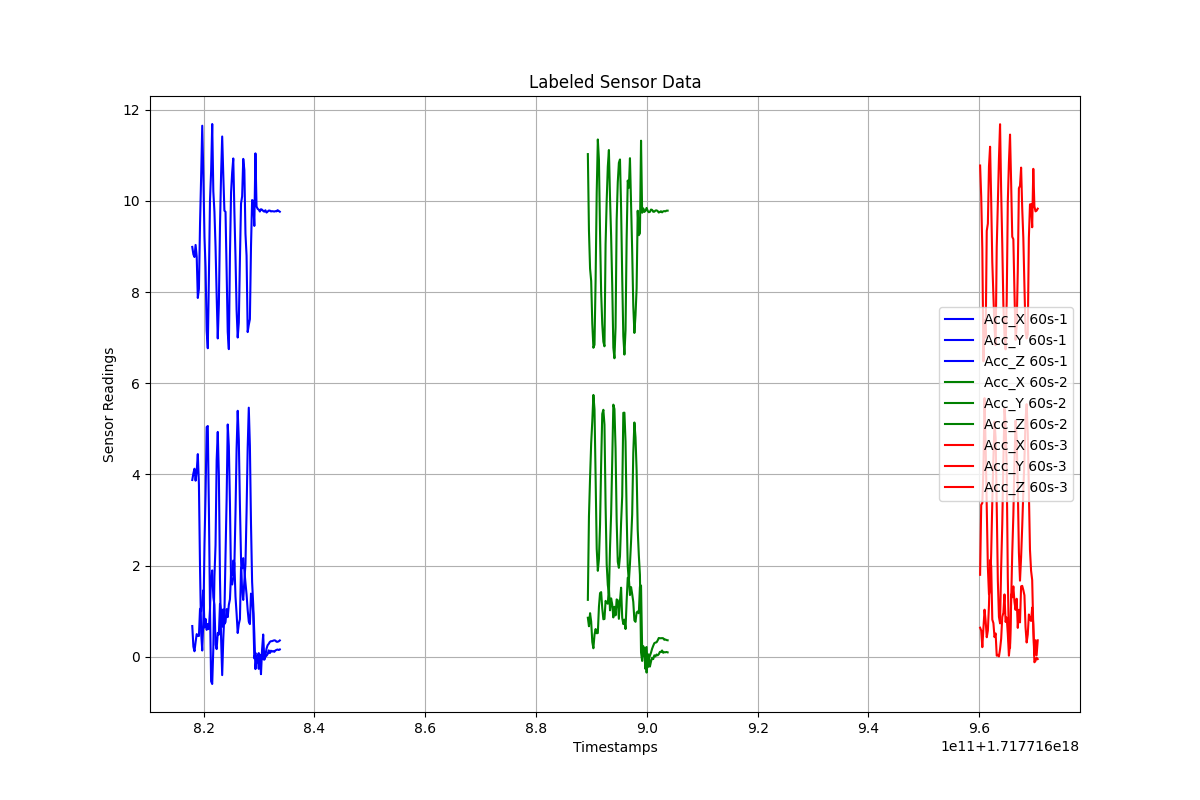 Labeled Sensor Data
12
10
8
6
4
2
0
Sensor Readings
Acc_X 60s-1
Acc_Y 60s-1
Acc_Z 60s-1
Acc_X 60s-2
Acc_Y 60s-2
Acc_Z 60s-2
Acc_X 60s-3
Acc_Y 60s-3
Acc_Z 60s-3
8.2 8.4 8.6 8.8 9.0 9.2 9.4 9.6
Timestamps
1e11+1.717716e18